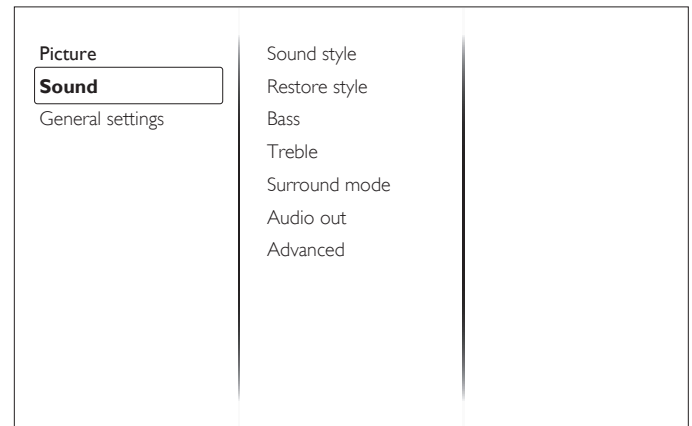 Picture
Sound
General settings
Sound style
Restore style
Bass
Treble
Surround mode
Audio out
Advanced